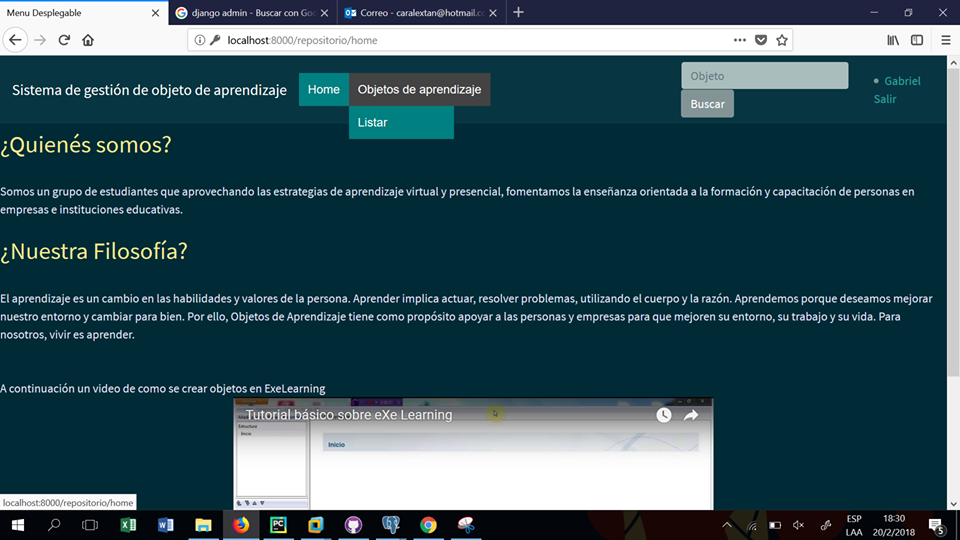 Menu Desplegable
django admin - Buscar con Goo
Correo - caralextan@hotmail.co
localhost:8000/repositorio/home
Sistema de gestión de objeto de aprendizaje
Home
Objetos de aprendizaje
Listar
Objeto
Buscar
Gabriel
Salir
¿Quienés somos?
Somos un grupo de estudiantes que aprovechando las estrategias de aprendizaje virtual y presencial, fomentamos la enseñanza orientada a la formación y capacitación de personas en
empresas e instituciones educativas.
¿Nuestra Filosofía?
El aprendizaje es un cambio en las habilidades y valores de la persona. Aprender implica actuar, resolver problemas, utilizando el cuerpo y la razón. Aprendemos porque deseamos mejorar
nuestro entorno y cambiar para bien. Por ello, Objetos de Aprendizaje tiene como propósito apoyar a las personas y empresas para que mejoren su entorno, su trabajo y su vida. Para
nosotros, vivir es aprender.
A continuación un video de como se crear objetos en ExeLearning
Tutorial básico sobre eXe Learning
Estructura
Inicio
Inicio
localhost:8000/repositorio/home
ESP
LAA
18:30
20/2/2018
5